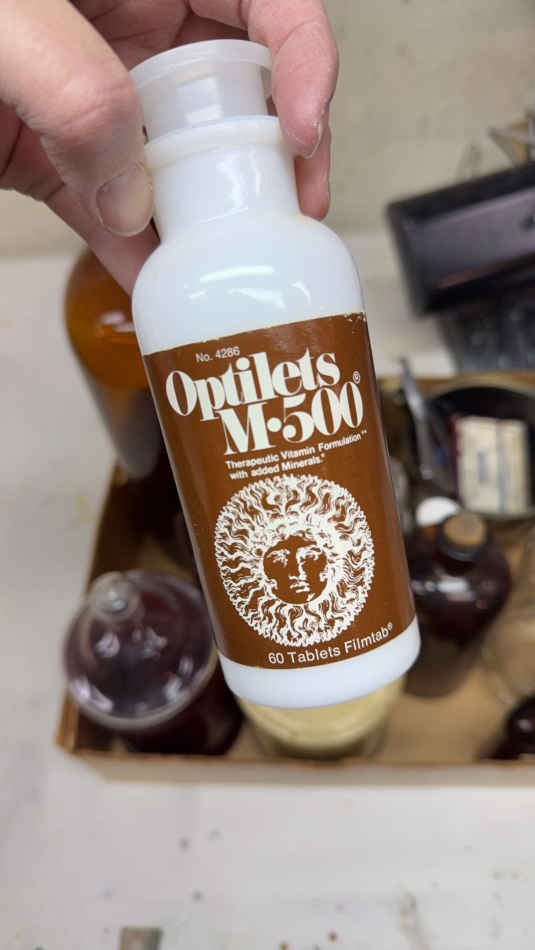 No. 4286
Optilets
M•500®
Therapeutic Vitamin Formulation**
with added Minerals.*
60 Tablets Filmtab®